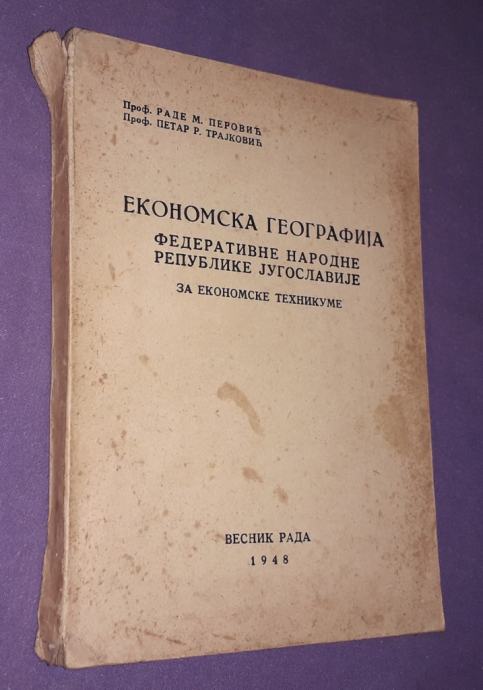 Проф. РАДЕ М. ПЕРОВИЋ
Проф. ПЕТАР Р. ТРАЈКОВИЋ
ЕКОНОМСКА ГЕОГРАФИЈА
ФЕДЕРАТИВНЕ НАРОДНЕ
РЕПУБЛИКЕ ЈУГОСЛАВИЈЕ
ЗА ЕКОНОМСКЕ ТЕХНИКУМЕ
ВЕСНИК РАДА
1948